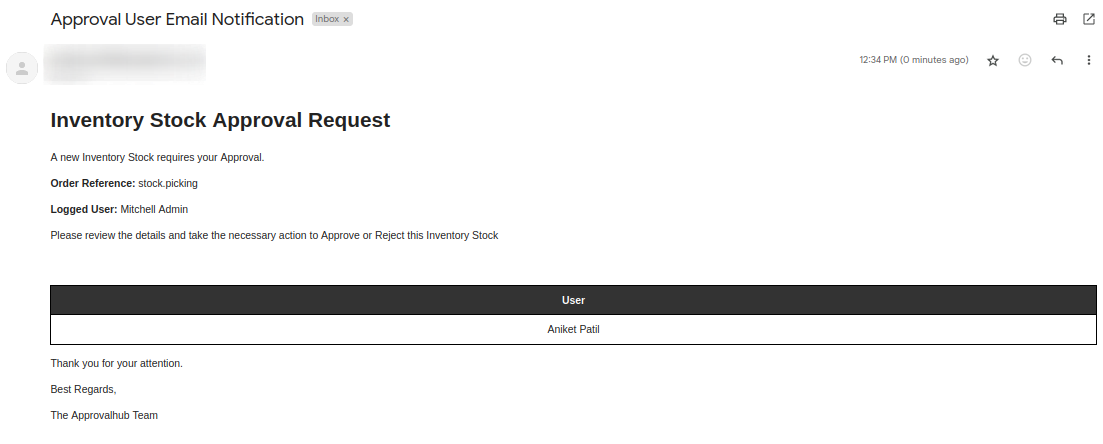 Approval User Email Notification Inbox ×
12:34 PM (0 minutes ago)
Inventory Stock Approval Request
A new Inventory Stock requires your Approval.
Order Reference: stock.picking
Logged User: Mitchell Admin
Please review the details and take the necessary action to Approve or Reject this Inventory Stock
User
Aniket Patil
Thank you for your attention.
Best Regards,
The Approvalhub Team